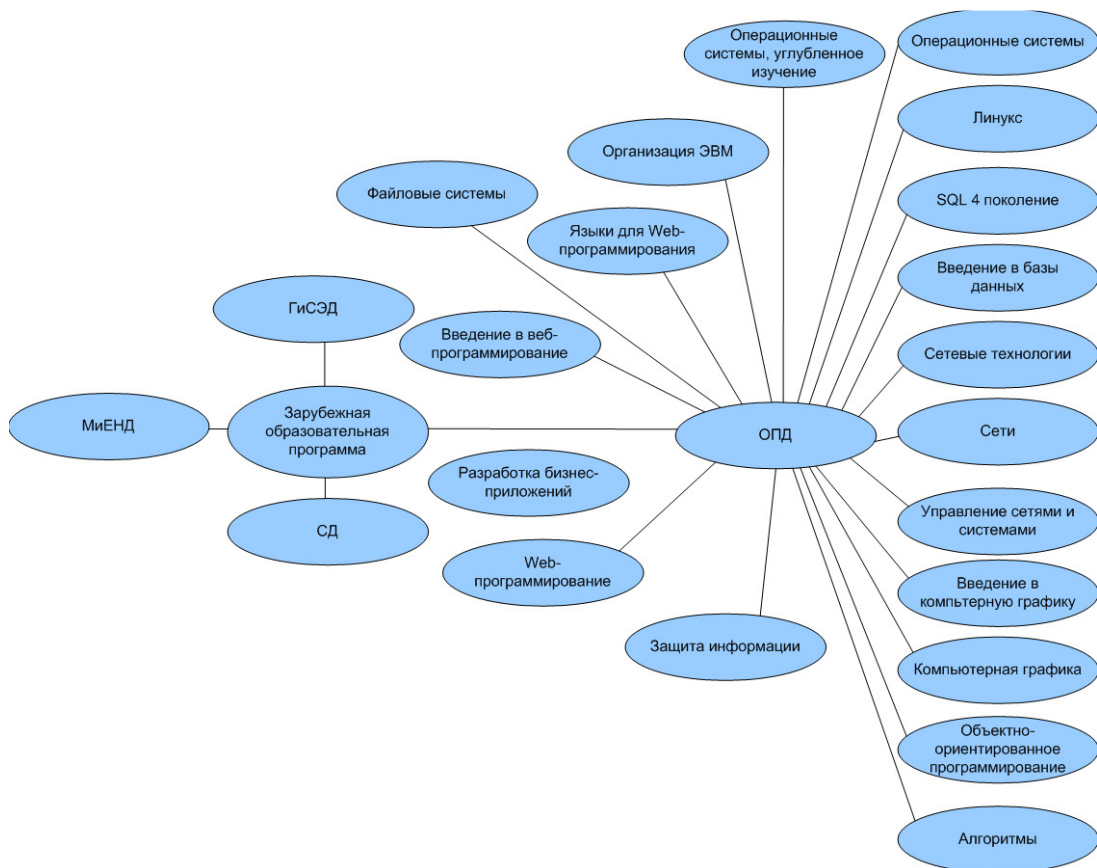 Операционные
системы, углубленное
изучение
Операционные системы
Линукс
Организация ЭВМ
Файловые системы
SQL 4 поколение
Языки для Web-
программирования
Введение в базы
данных
ГиСЭД
Введение в веб-
программирование
Сетевые технологии
МиЕНД
Зарубежная
образовательная
программа
ОПД
Сети
Разработка бизнес-
приложений
Управление сетями и
системами
СД
Web-
программирование
Введение в
компьтерную графику
Защита информации
Компьютерная графика
Объектно-
ориентированное
программирование
Алгоритмы